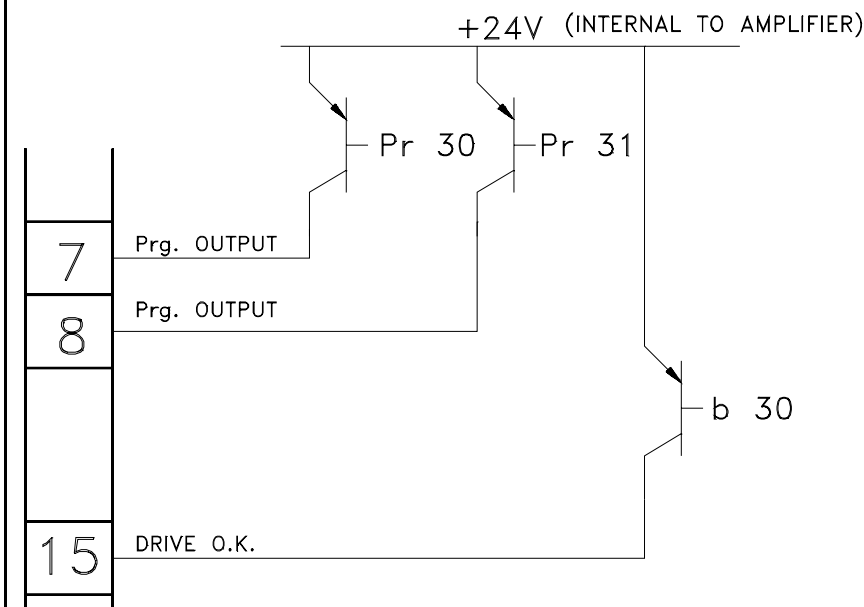 +24V (INTERNAL TO AMPLIFIER)
Pr 30
Pr 31
7
Prg. OUTPUT
8
Prg. OUTPUT
b 30
15
DRIVE O.K.